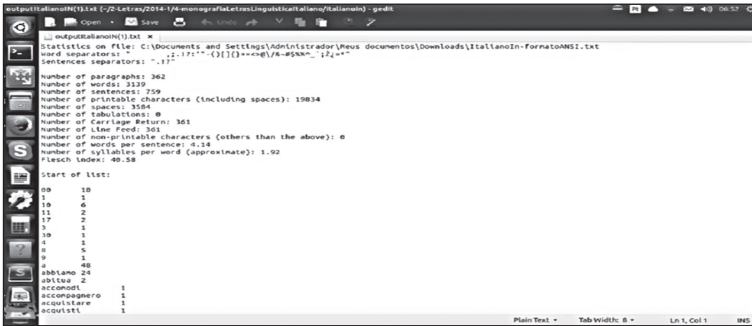 outputItalianoIN(1).txt (~/2-Letras/2014-1/4-monografiaLetrasLinguisticaItaliano/ItalianoIn) - gedit
Open Save Undo
outputItalianoIN(1).txt ×
Statistics on file: C:\Documents and Settings\Administrador\Meus documentos\Downloads\ItalianoIn-formatoANSI.txt
Word separators: "
Sentences separators: ".!?"
Number of paragraphs: 362
Number of words: 3139
Number of sentences: 759
Number of printable characters (including spaces): 19834
Number of spaces: 3584
Number of tabulations: 0
Number of Carriage Return: 361
Number of Line Feed: 361
Number of non-printable characters (others than the above): 0
Number of words per sentence: 4.14
Number of syllables per word (approximate): 1.92
Flesch index: 40.58
Start of list:
00 10
1 1
10 6
11 2
17 2
3 1
30 1
4 1
8 5
9 1
a 48
abbiamo 24
abitua 2
accomodi 1
accompagnero 1
acquistare 1
acquisti 1
Plain Text Tab Width: 8 Ln 1, Col 1 INS